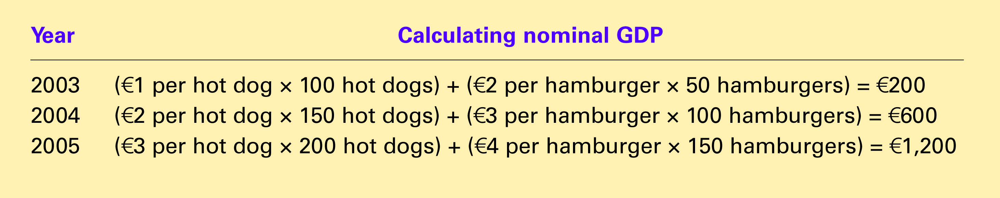 Year Calculating nominal GDP
2003 (€1 per hot dog × 100 hot dogs) + (€2 per hamburger × 50 hamburgers) = €200
2004 (€2 per hot dog × 150 hot dogs) + (€3 per hamburger × 100 hamburgers) = €600
2005 (€3 per hot dog × 200 hot dogs) + (€4 per hamburger × 150 hamburgers) = €1,200